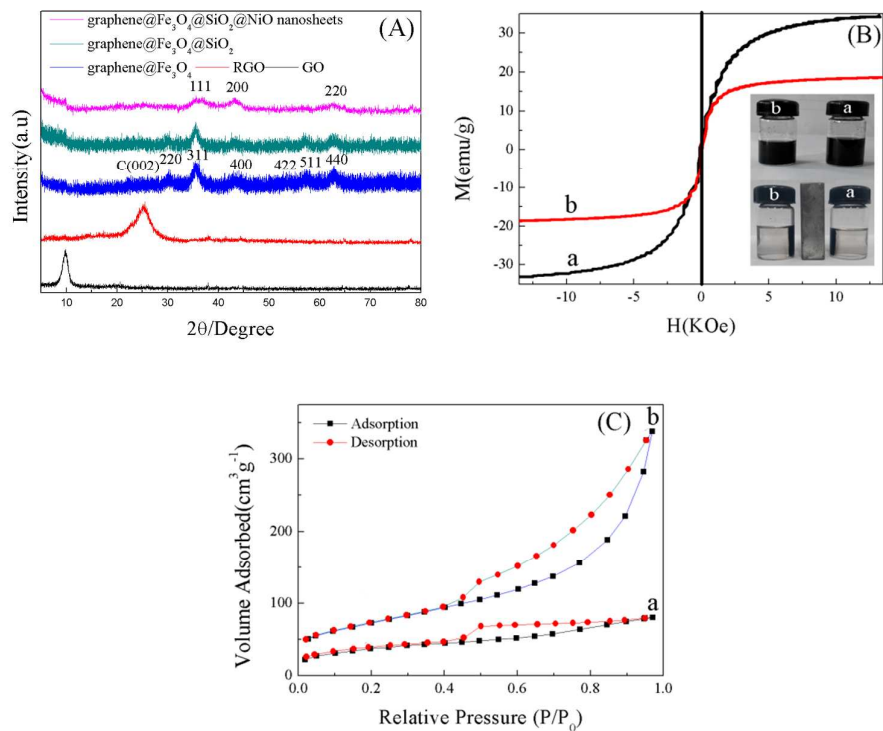 (A)
graphene@Fe₃O₄@SiO₂@NiO nanosheets
graphene@Fe₃O₄@SiO₂
graphene@Fe₃O₄ RGO GO
111 200 220
C(002) 220 311 400 422 511 440
Intensity(a.u)
10 20 30 40 50 60 70 80
2θ/Degree
(B)
30
20
10
0
-10
-20
-30
M(emu/g)
b a
b a
b
a
-10 -5 0 5 10
H(KOe)
(C)
Adsorption
Desorption
b
a
300
200
100
0
Volume Adsorbed(cm³g⁻¹)
0.0 0.2 0.4 0.6 0.8 1.0
Relative Pressure (P/P₀)